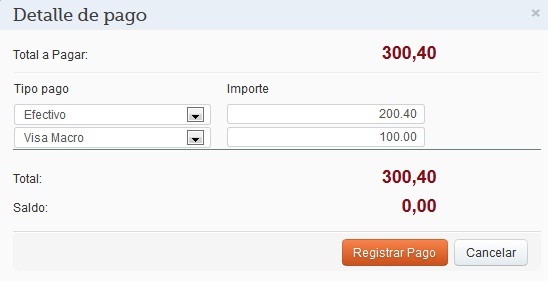 Detalle de pago ×
Total a Pagar: 300,40
Tipo pago Importe
Efectivo 200.40
Visa Macro 100.00
Total: 300,40
Saldo: 0,00
Registrar Pago Cancelar